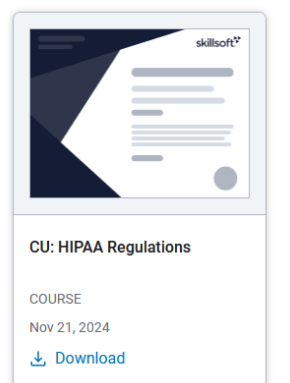 skillsoft
CU: HIPAA Regulations
COURSE
Nov 21, 2024
Download